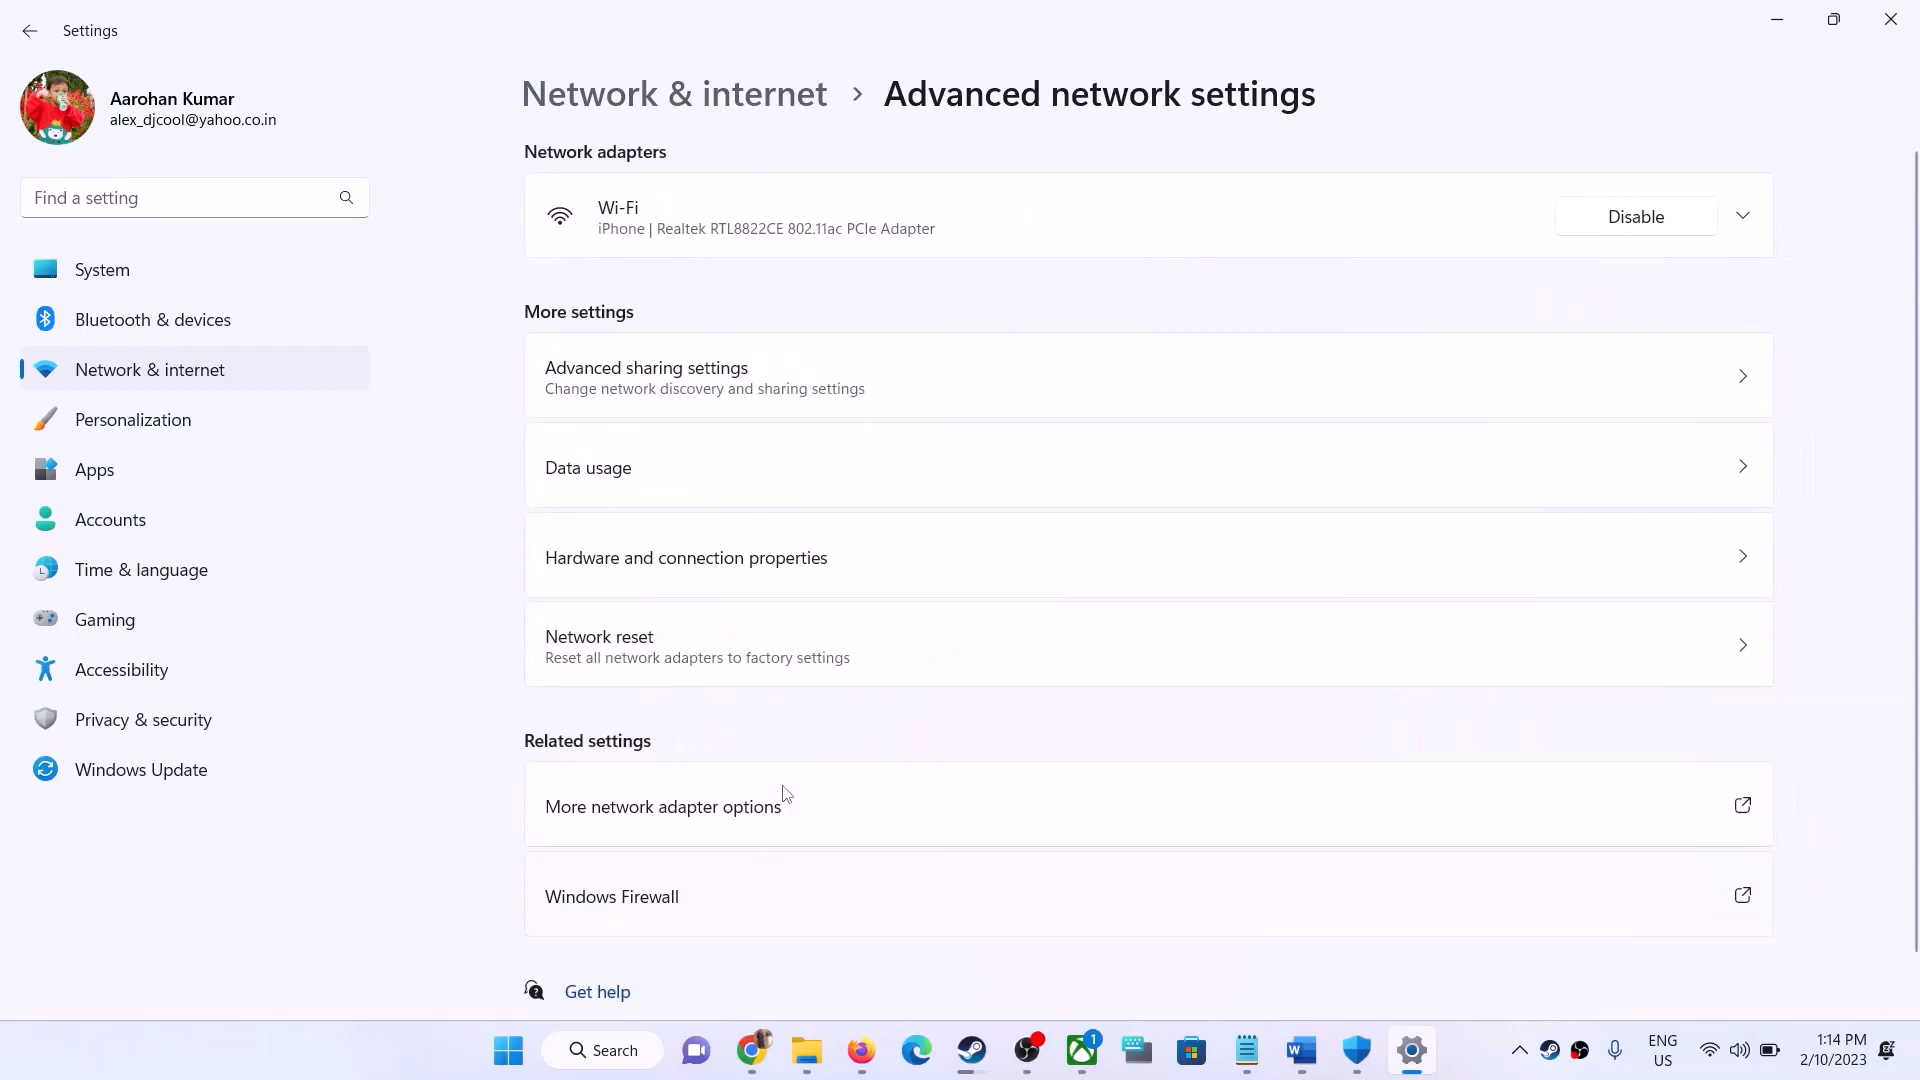 Settings
Aarohan Kumar
alex_djcool@yahoo.co.in
Find a setting
System
Bluetooth & devices
Network & internet
Personalization
Apps
Accounts
Time & language
Gaming
Accessibility
Privacy & security
Windows Update
Network & internet > Advanced network settings
Network adapters
Wi-Fi
iPhone | Realtek RTL8822CE 802.11ac PCIe Adapter
Disable
More settings
Advanced sharing settings
Change network discovery and sharing settings
Data usage
Hardware and connection properties
Network reset
Reset all network adapters to factory settings
Related settings
More network adapter options
Windows Firewall
Get help
Search
1
ENG
US
1:14 PM
2/10/2023